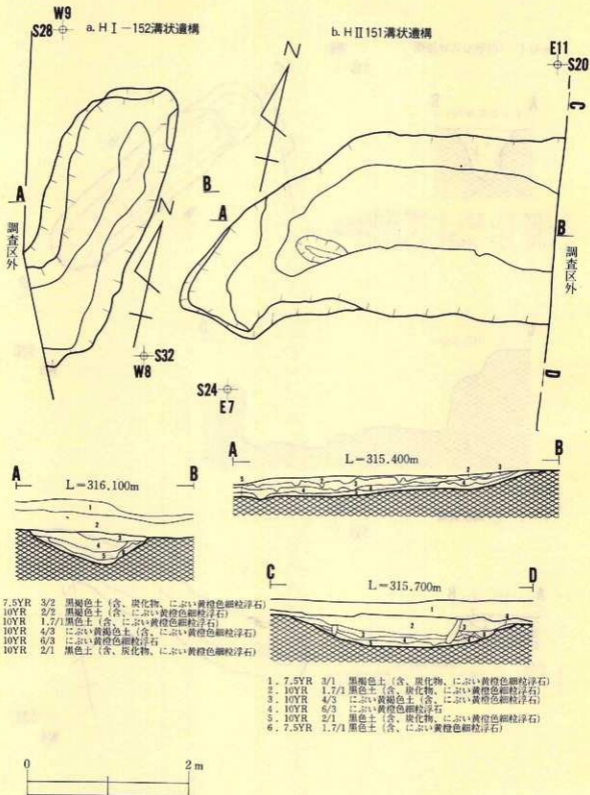 a. HⅠ-152溝状遺構
b. HⅡ151溝状遺構
W9
S28
E11
S20
C
N
A
B
調査区外
N
B
A
B
調査区外
S32
W8
S24
E7
D
A B
L=316.100m
1
2
3
4
5
6
A B
L=315.400m
C D
L=315.700m
7.5YR 3/2 黒褐色土（含、炭化物、にぶい黄橙色細粒浮石）
10YR 2/2 黒褐色土（含、にぶい黄橙色細粒浮石）
10YR 1.7/1黒色土（含、にぶい黄橙色細粒浮石）
10YR 4/3 にぶい黄褐色土（含、にぶい黄橙色細粒浮石）
10YR 6/3 にぶい黄橙色細粒浮石
10YR 2/1 黒色土（含、炭化物、にぶい黄橙色細粒浮石）
1. 7.5YR 3/1 黒褐色土（含、炭化物、にぶい黄橙色細粒浮石）
2. 10YR 1.7/1 黒色土（含、炭化物、にぶい黄橙色細粒浮石）
3. 10YR 4/3 にぶい黄褐色土（含、にぶい黄橙色細粒浮石）
4. 10YR 6/3 にぶい黄橙色細粒浮石
5. 10YR 2/1 黒色土（含、炭化物、にぶい黄橙色細粒浮石）
6. 7.5YR 1.7/1 黒色土（含、にぶい黄橙色細粒浮石）
0 2m